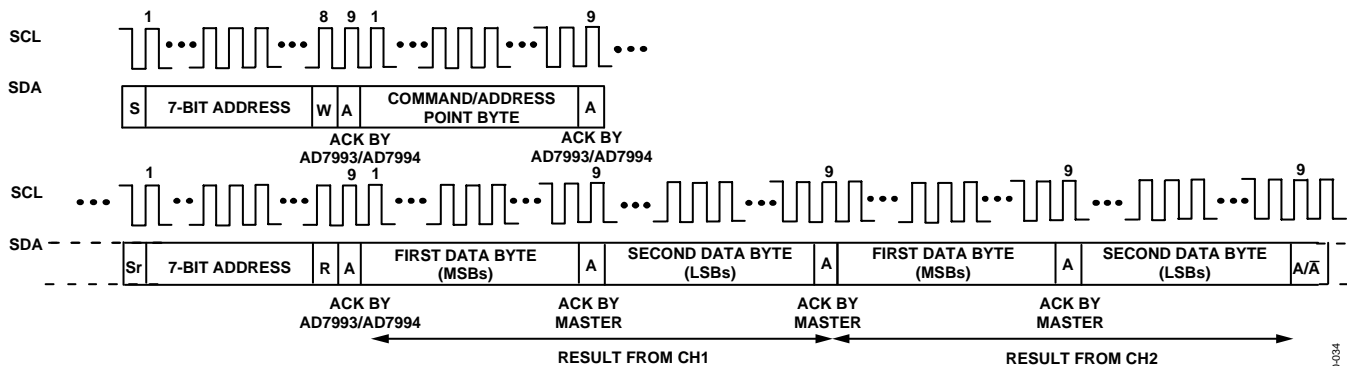 1 8 9 1 9
SCL ••• ••• ••• ••• •••
SDA
S 7-BIT ADDRESS W A COMMAND/ADDRESS POINT BYTE A
ACK BY AD7993/AD7994
ACK BY AD7993/AD7994
1 9 1 9 9 9 9
SCL ••• •• ••• ••• ••• ••• ••• ••• ••• ••• •••
SDA
Sr 7-BIT ADDRESS R A FIRST DATA BYTE (MSBs) A SECOND DATA BYTE (LSBs) A FIRST DATA BYTE (MSBs) A SECOND DATA BYTE (LSBs) A/A̅
ACK BY AD7993/AD7994
ACK BY MASTER
ACK BY MASTER
ACK BY MASTER
RESULT FROM CH1
RESULT FROM CH2